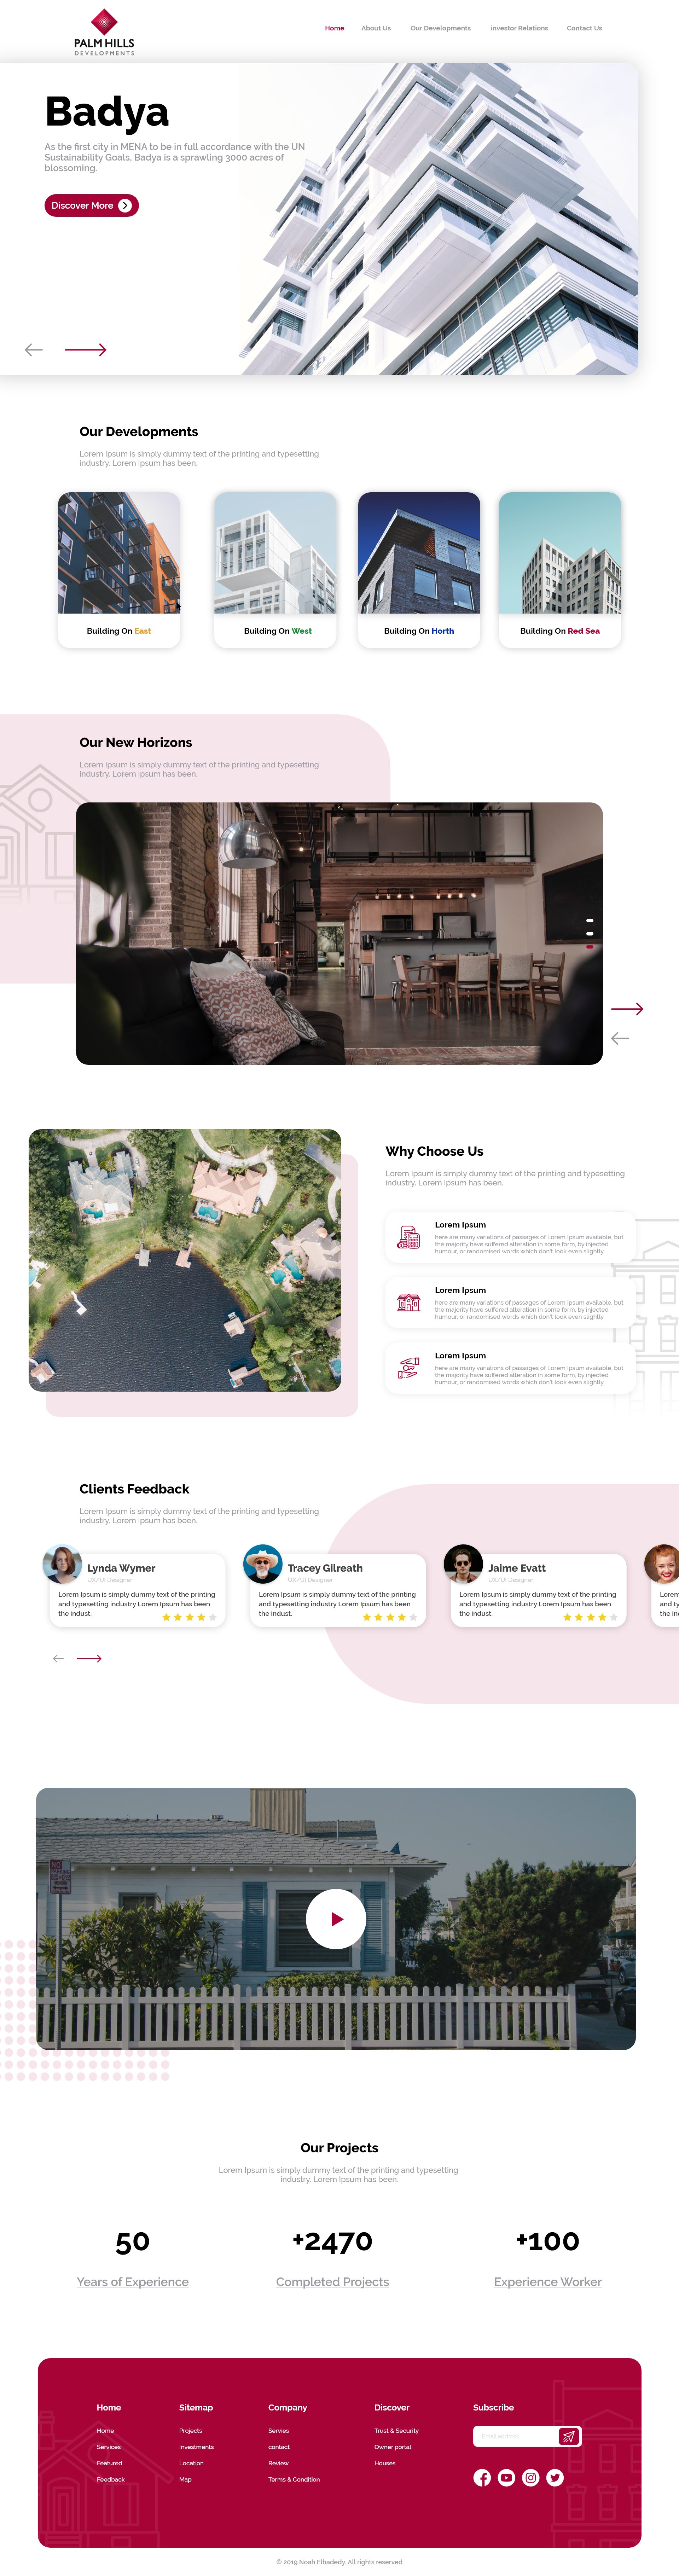 PALM HILLS
DEVELOPMENTS
Home
About Us
Our Developments
investor Relations
Contact Us
Badya
As the first city in MENA to be in full accordance with the UN
Sustainability Goals, Badya is a sprawling 3000 acres of
blossoming.
Discover More
Our Developments
Lorem Ipsum is simply dummy text of the printing and typesetting
industry. Lorem Ipsum has been.
Building On East
Building On West
Building On Horth
Building On Red Sea
Our New Horizons
Lorem Ipsum is simply dummy text of the printing and typesetting
industry. Lorem Ipsum has been.
Why Choose Us
Lorem Ipsum is simply dummy text of the printing and typesetting
industry. Lorem Ipsum has been.
Lorem Ipsum
here are many variations of passages of Lorem Ipsum available, but
the majority have suffered alteration in some form, by injected
humour, or randomised words which don't look even slightly.
Lorem Ipsum
here are many variations of passages of Lorem Ipsum available, but
the majority have suffered alteration in some form, by injected
humour, or randomised words which don't look even slightly.
Lorem Ipsum
here are many variations of passages of Lorem Ipsum available, but
the majority have suffered alteration in some form, by injected
humour, or randomised words which don't look even slightly.
Clients Feedback
Lorem Ipsum is simply dummy text of the printing and typesetting
industry. Lorem Ipsum has been.
Lynda Wymer
UX/UI Designer
Lorem Ipsum is simply dummy text of the printing
and typesetting industry Lorem Ipsum has been
the indust.
Tracey Gilreath
UX/UI Designer
Lorem Ipsum is simply dummy text of the printing
and typesetting industry Lorem Ipsum has been
the indust.
Jaime Evatt
UX/UI Designer
Lorem Ipsum is simply dummy text of the printing
and typesetting industry Lorem Ipsum has been
the indust.
Lorem
and ty
the in
NO
Our Projects
Lorem Ipsum is simply dummy text of the printing and typesetting
industry. Lorem Ipsum has been.
50
Years of Experience
+2470
Completed Projects
+100
Experience Worker
Home
Home
Services
Featured
Feedback
Sitemap
Projects
Investments
Location
Map
Company
Servies
contact
Review
Terms & Condition
Discover
Trust & Security
Owner portal
Houses
Subscribe
Email address
© 2019 Noah Elhadedy. All rights reserved